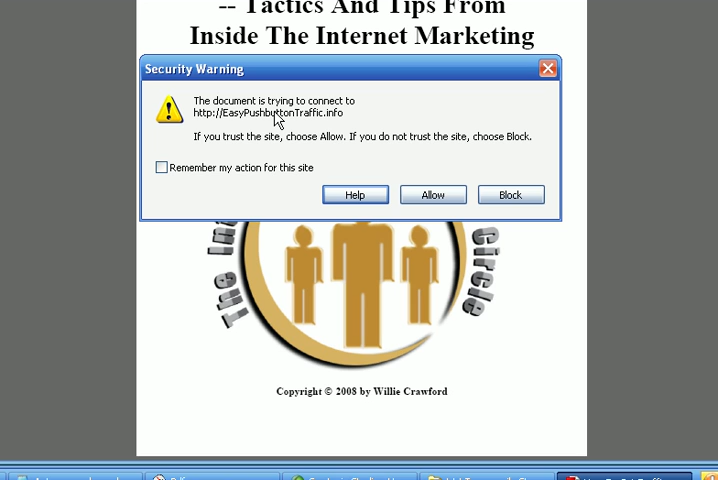 -- Tactics And Tips From
Inside The Internet Marketing
Security Warning
The document is trying to connect to
http://EasyPushbuttonTraffic.info
If you trust the site, choose Allow. If you do not trust the site, choose Block.
Remember my action for this site
Help
Allow
Block
The Inner
Circle
Copyright © 2008 by Willie Crawford